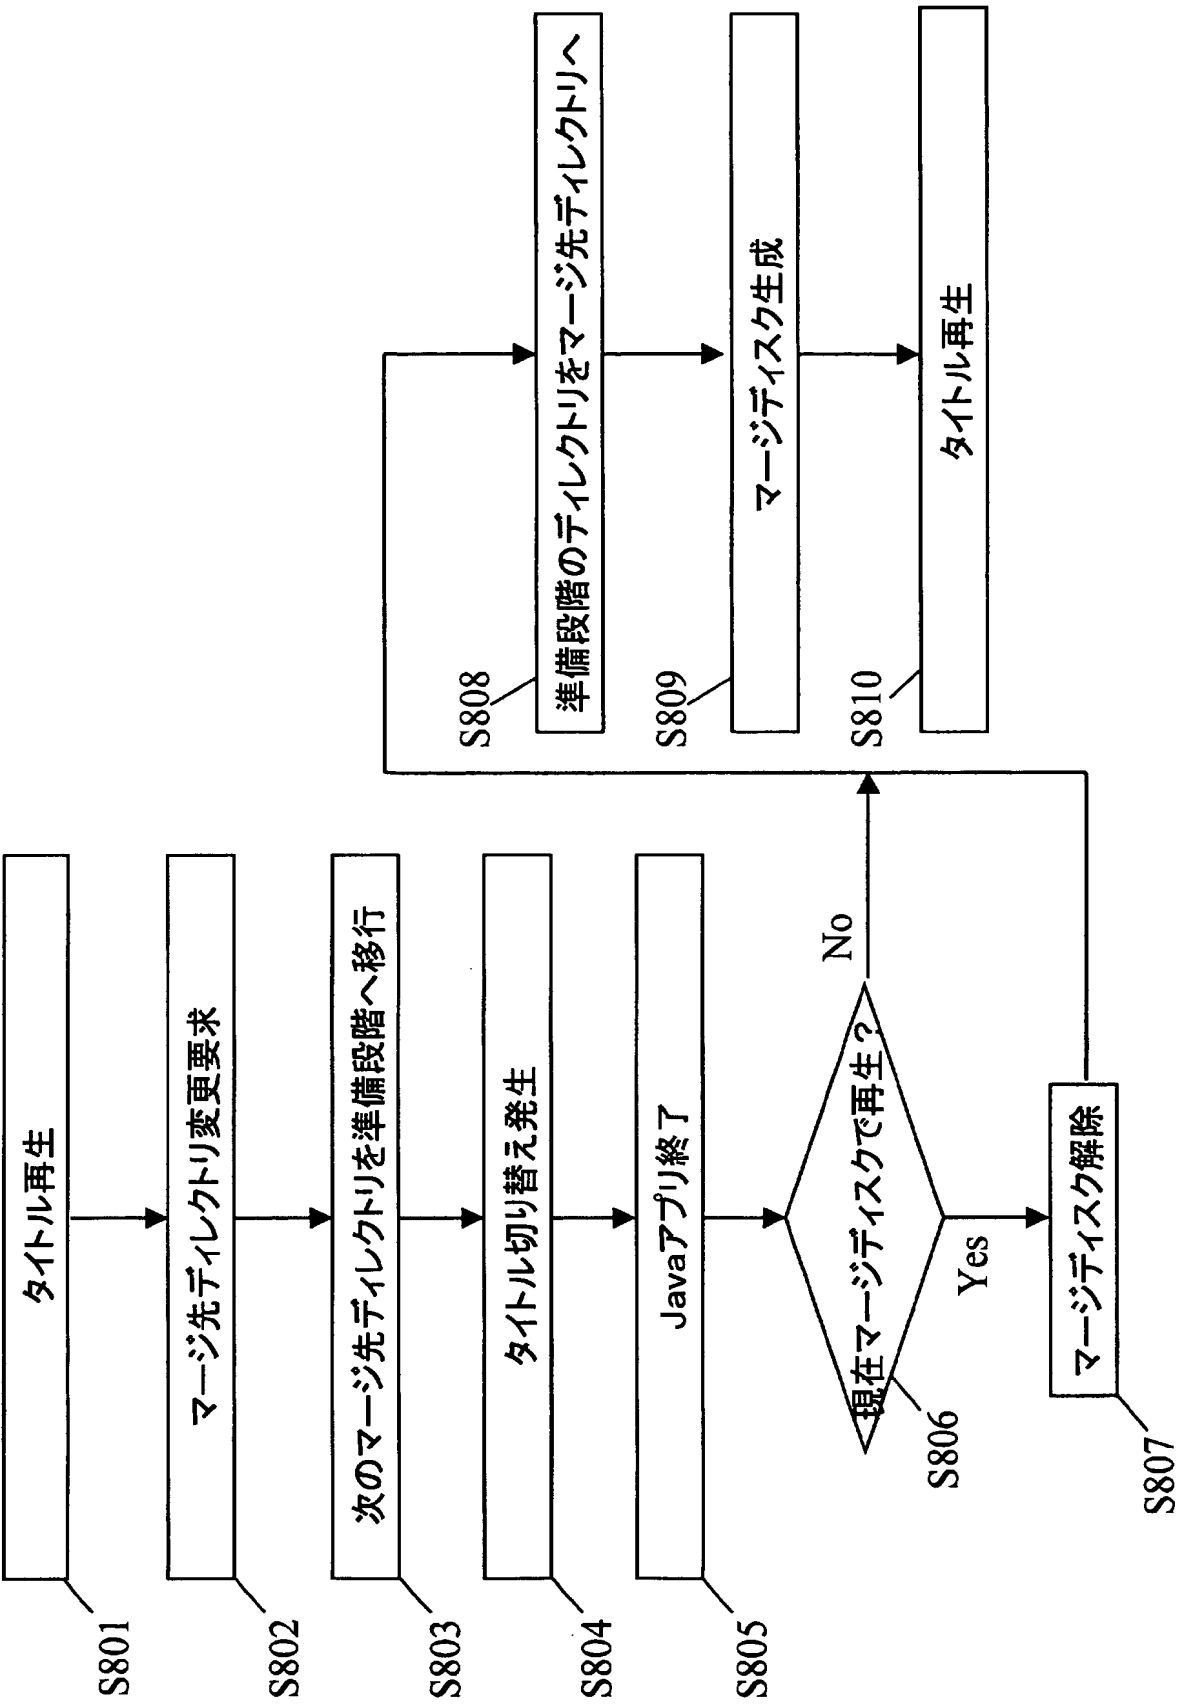 タイトル再生
S801
マージ先ディレクトリ変更要求
S802
次のマージ先ディレクトリを準備段階へ移行
S803
タイトル切り替え発生
S804
Javaアプリ終了
S805
現在マージディスクで再生？
S806
No
Yes
マージディスク解除
S807
S808
準備段階のディレクトリをマージ先ディレクトリへ
S809
マージディスク生成
S810
タイトル再生